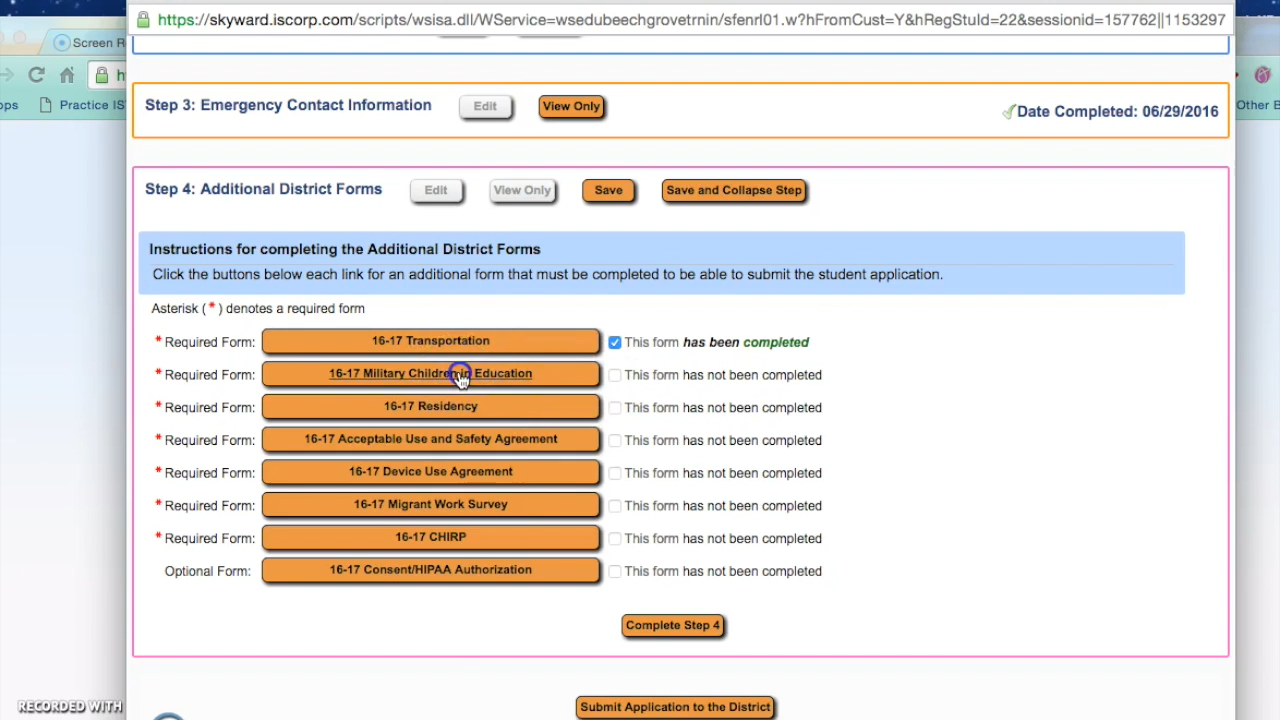 https://skyward.iscorp.com/scripts/wsisa.dll/WService=wsedubeechgrovetrnin/sfenrl01.w?hFromCust=Y&hRegStuId=22&sessionid=157762||1153297
Screen R
ops Practice IS Other B
Step 3: Emergency Contact Information Edit View Only Date Completed: 06/29/2016
Step 4: Additional District Forms Edit View Only Save Save and Collapse Step
Instructions for completing the Additional District Forms
Click the buttons below each link for an additional form that must be completed to be able to submit the student application.
Asterisk (*) denotes a required form
* Required Form: 16-17 Transportation This form has been completed
* Required Form: 16-17 Military Children in Education This form has not been completed
* Required Form: 16-17 Residency This form has not been completed
* Required Form: 16-17 Acceptable Use and Safety Agreement This form has not been completed
* Required Form: 16-17 Device Use Agreement This form has not been completed
* Required Form: 16-17 Migrant Work Survey This form has not been completed
* Required Form: 16-17 CHIRP This form has not been completed
Optional Form: 16-17 Consent/HIPAA Authorization This form has not been completed
Complete Step 4
Submit Application to the District
RECORDED WITH